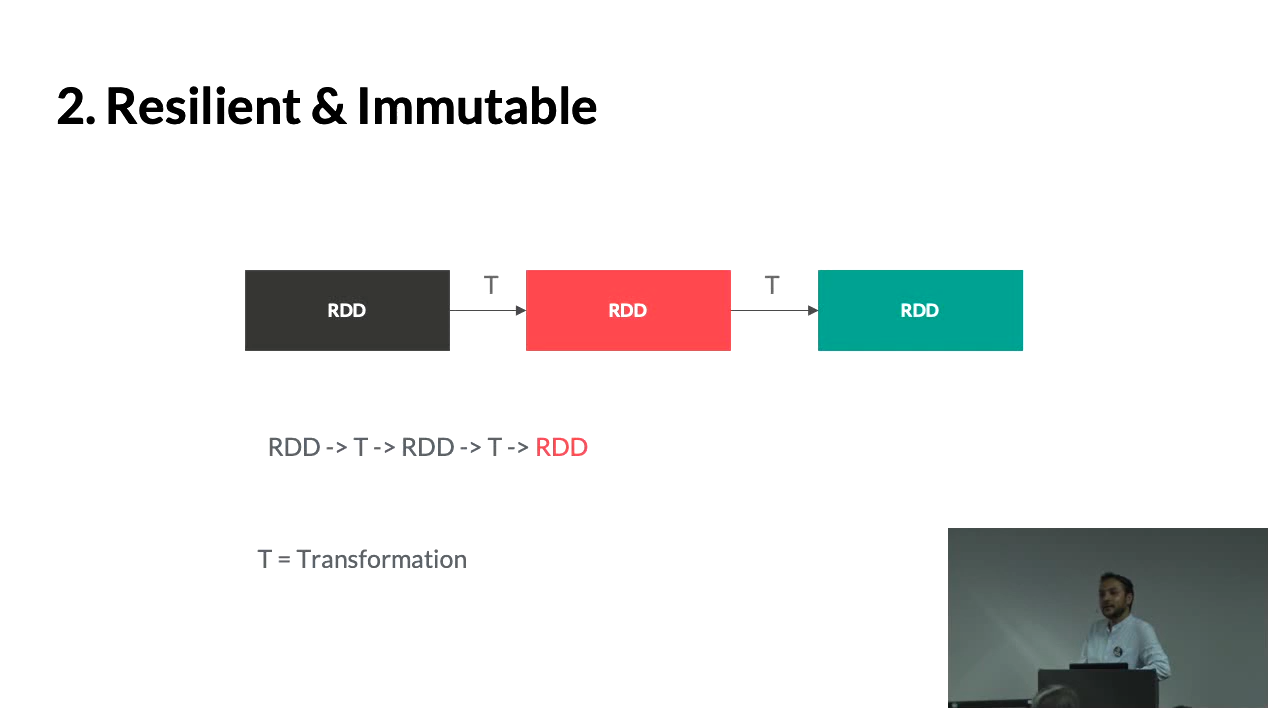 2. Resilient & Immutable
T
T
RDD
RDD
RDD
RDD -> T -> RDD -> T -> RDD
T = Transformation